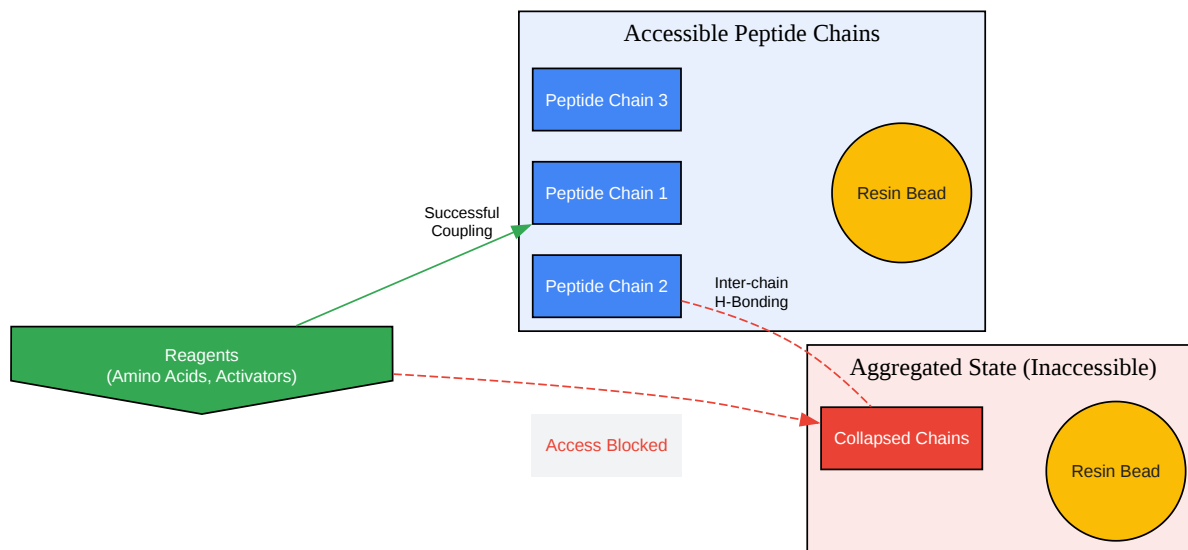 Accessible Peptide Chains
Peptide Chain 3
Peptide Chain 1
Resin Bead
Successful
Coupling
Peptide Chain 2
Inter-chain
H-Bonding
Reagents
(Amino Acids, Activators)
Aggregated State (Inaccessible)
Access Blocked
Collapsed Chains
Resin Bead